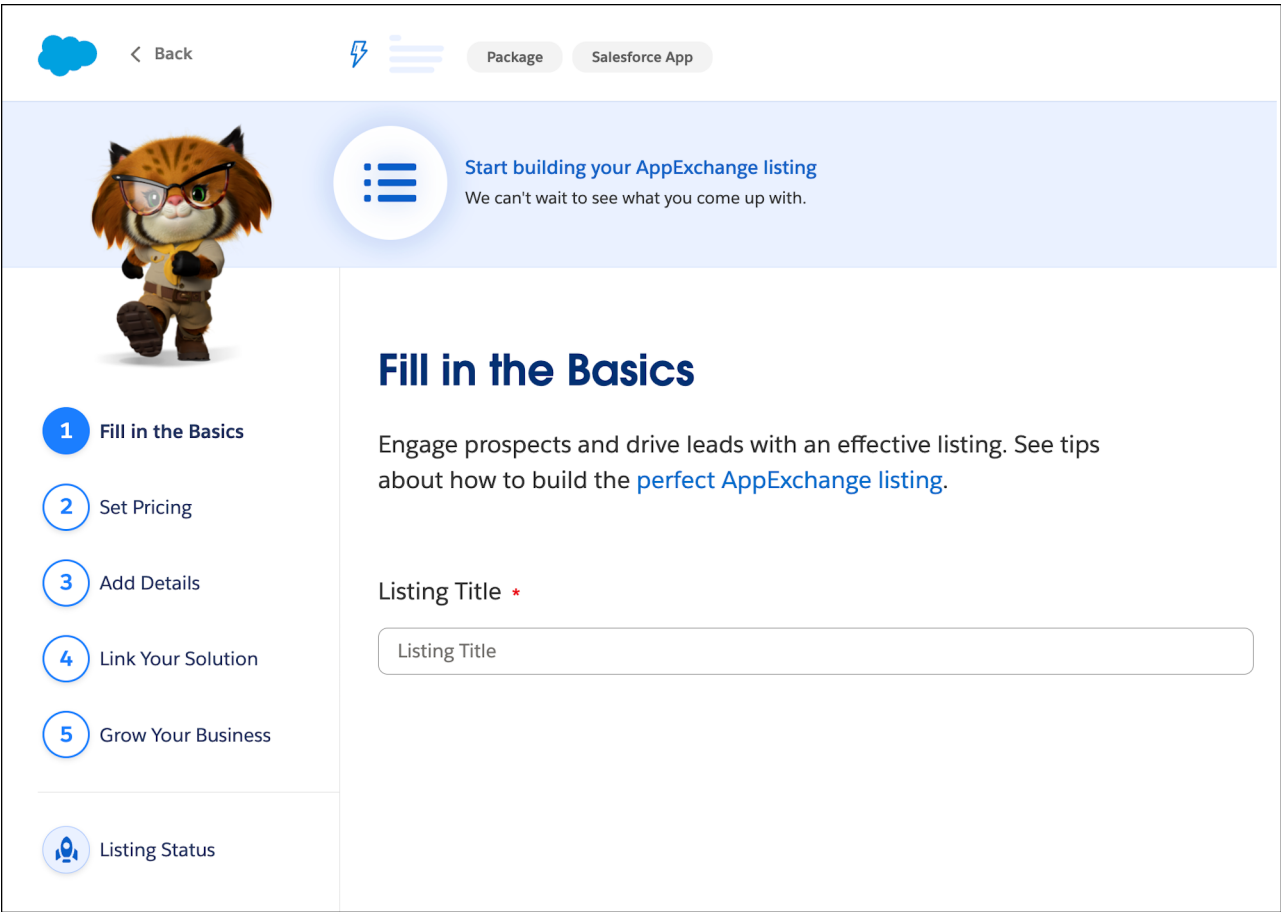 Back
Package
Salesforce App
Start building your AppExchange listing
We can't wait to see what you come up with.
1 Fill in the Basics
2 Set Pricing
3 Add Details
4 Link Your Solution
5 Grow Your Business
Listing Status
Fill in the Basics
Engage prospects and drive leads with an effective listing. See tips
about how to build the perfect AppExchange listing.
Listing Title *
Listing Title